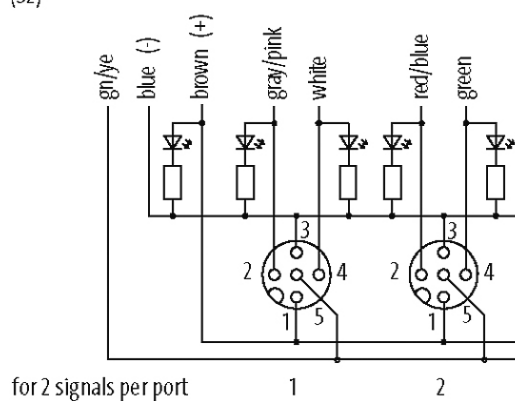 gn/ye
blue (-)
brown (+)
gray/pink
white
red/blue
green
3
2
4
1
5
3
2
4
1
5
for 2 signals per port
1
2